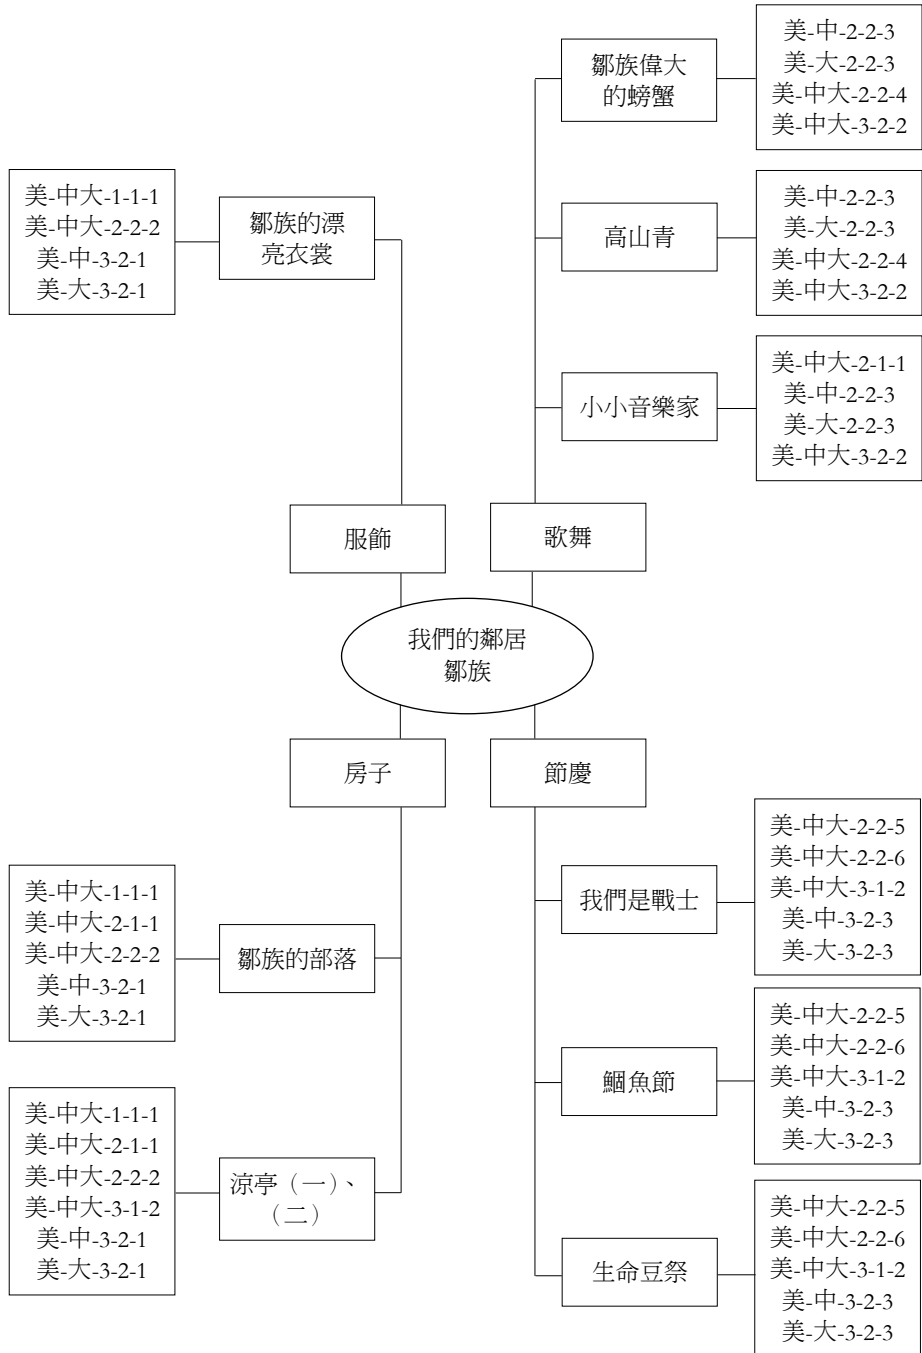 鄒族偉大
的螃蟹
美-中-2-2-3
美-大-2-2-3
美-中大-2-2-4
美-中大-3-2-2
美-中大-1-1-1
美-中大-2-2-2
美-中-3-2-1
美-大-3-2-1
鄒族的漂
亮衣裳
高山青
美-中-2-2-3
美-大-2-2-3
美-中大-2-2-4
美-中大-3-2-2
小小音樂家
美-中大-2-1-1
美-中-2-2-3
美-大-2-2-3
美-中大-3-2-2
服飾
歌舞
我們的鄰居
鄒族
房子
節慶
我們是戰士
美-中大-2-2-5
美-中大-2-2-6
美-中大-3-1-2
美-中-3-2-3
美-大-3-2-3
美-中大-1-1-1
美-中大-2-1-1
美-中大-2-2-2
美-中-3-2-1
美-大-3-2-1
鄒族的部落
鯝魚節
美-中大-2-2-5
美-中大-2-2-6
美-中大-3-1-2
美-中-3-2-3
美-大-3-2-3
美-中大-1-1-1
美-中大-2-1-1
美-中大-2-2-2
美-中大-3-1-2
美-中-3-2-1
美-大-3-2-1
涼亭（一）、
（二）
生命豆祭
美-中大-2-2-5
美-中大-2-2-6
美-中大-3-1-2
美-中-3-2-3
美-大-3-2-3